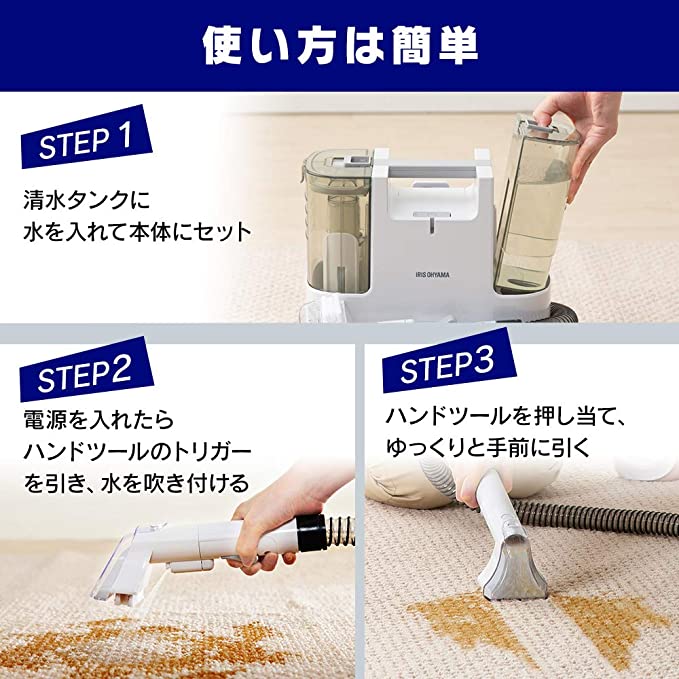 使い方は簡単
STEP 1
清水タンクに
水を入れて本体にセット
IRIS OHYAMA
STEP2
電源を入れたら
ハンドツールのトリガー
を引き、水を吹き付ける
STEP3
ハンドツールを押し当て、
ゆっくりと手前に引く